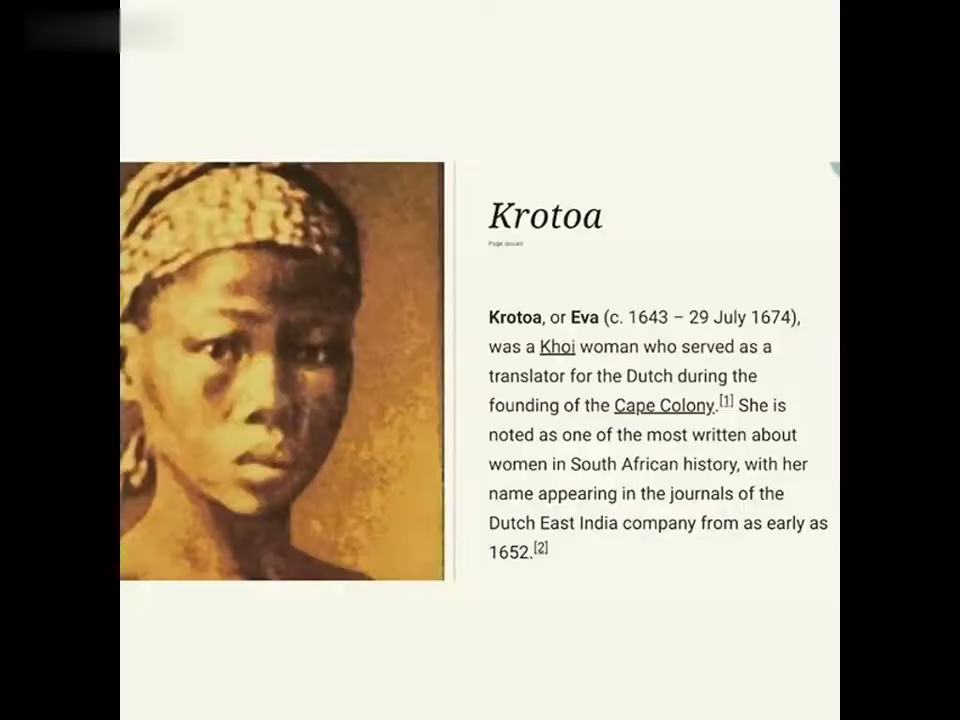 Krotoa
Page issues
Krotoa, or Eva (c. 1643 – 29 July 1674),
was a Khoi woman who served as a
translator for the Dutch during the
founding of the Cape Colony.[1] She is
noted as one of the most written about
women in South African history, with her
name appearing in the journals of the
Dutch East India company from as early as
1652.[2]